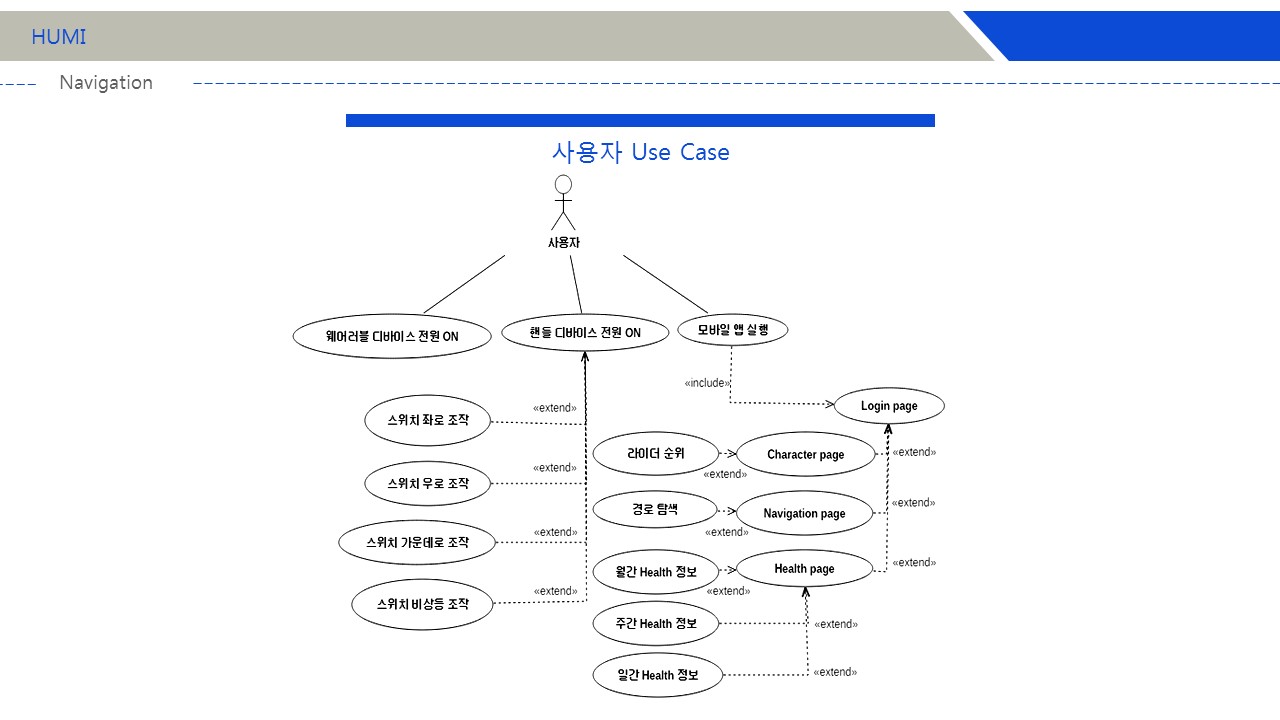 HUMI
Navigation
사용자 Use Case
사용자
웨어러블 디바이스 전원 ON
핸들 디바이스 전원 ON
모바일 앱 실행
«include»
Login page
스위치 좌로 조작
«extend»
라이더 순위
«extend»
Character page
«extend»
스위치 우로 조작
«extend»
경로 탐색
«extend»
Navigation page
«extend»
스위치 가운데로 조작
«extend»
월간 Health 정보
«extend»
Health page
«extend»
스위치 비상등 조작
«extend»
주간 Health 정보
«extend»
일간 Health 정보
«extend»